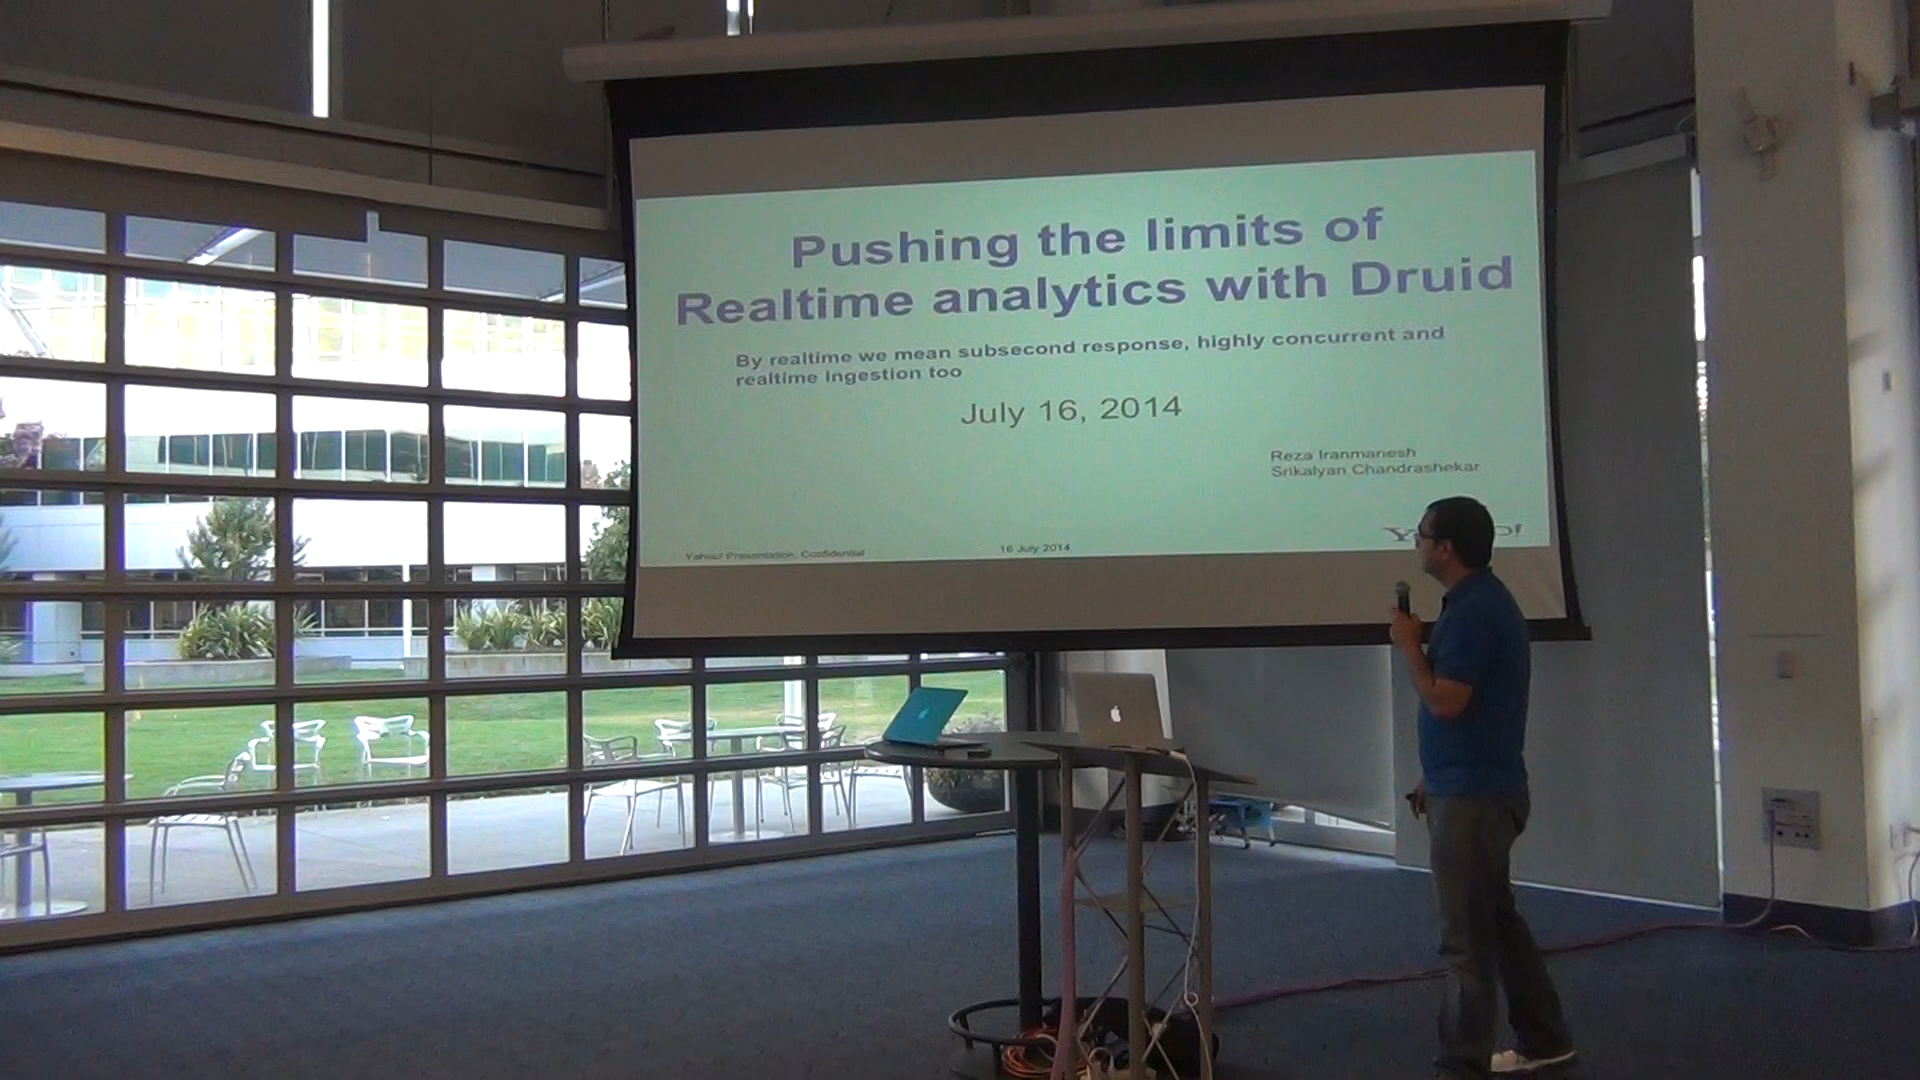 Pushing the limits of
Realtime analytics with Druid
By realtime we mean subsecond response, highly concurrent and
realtime Ingestion too
July 16, 2014
Reza Iranmanesh
Srikalyan Chandrashekar
Yahoo! Presentation, Confidential
16 July 2014